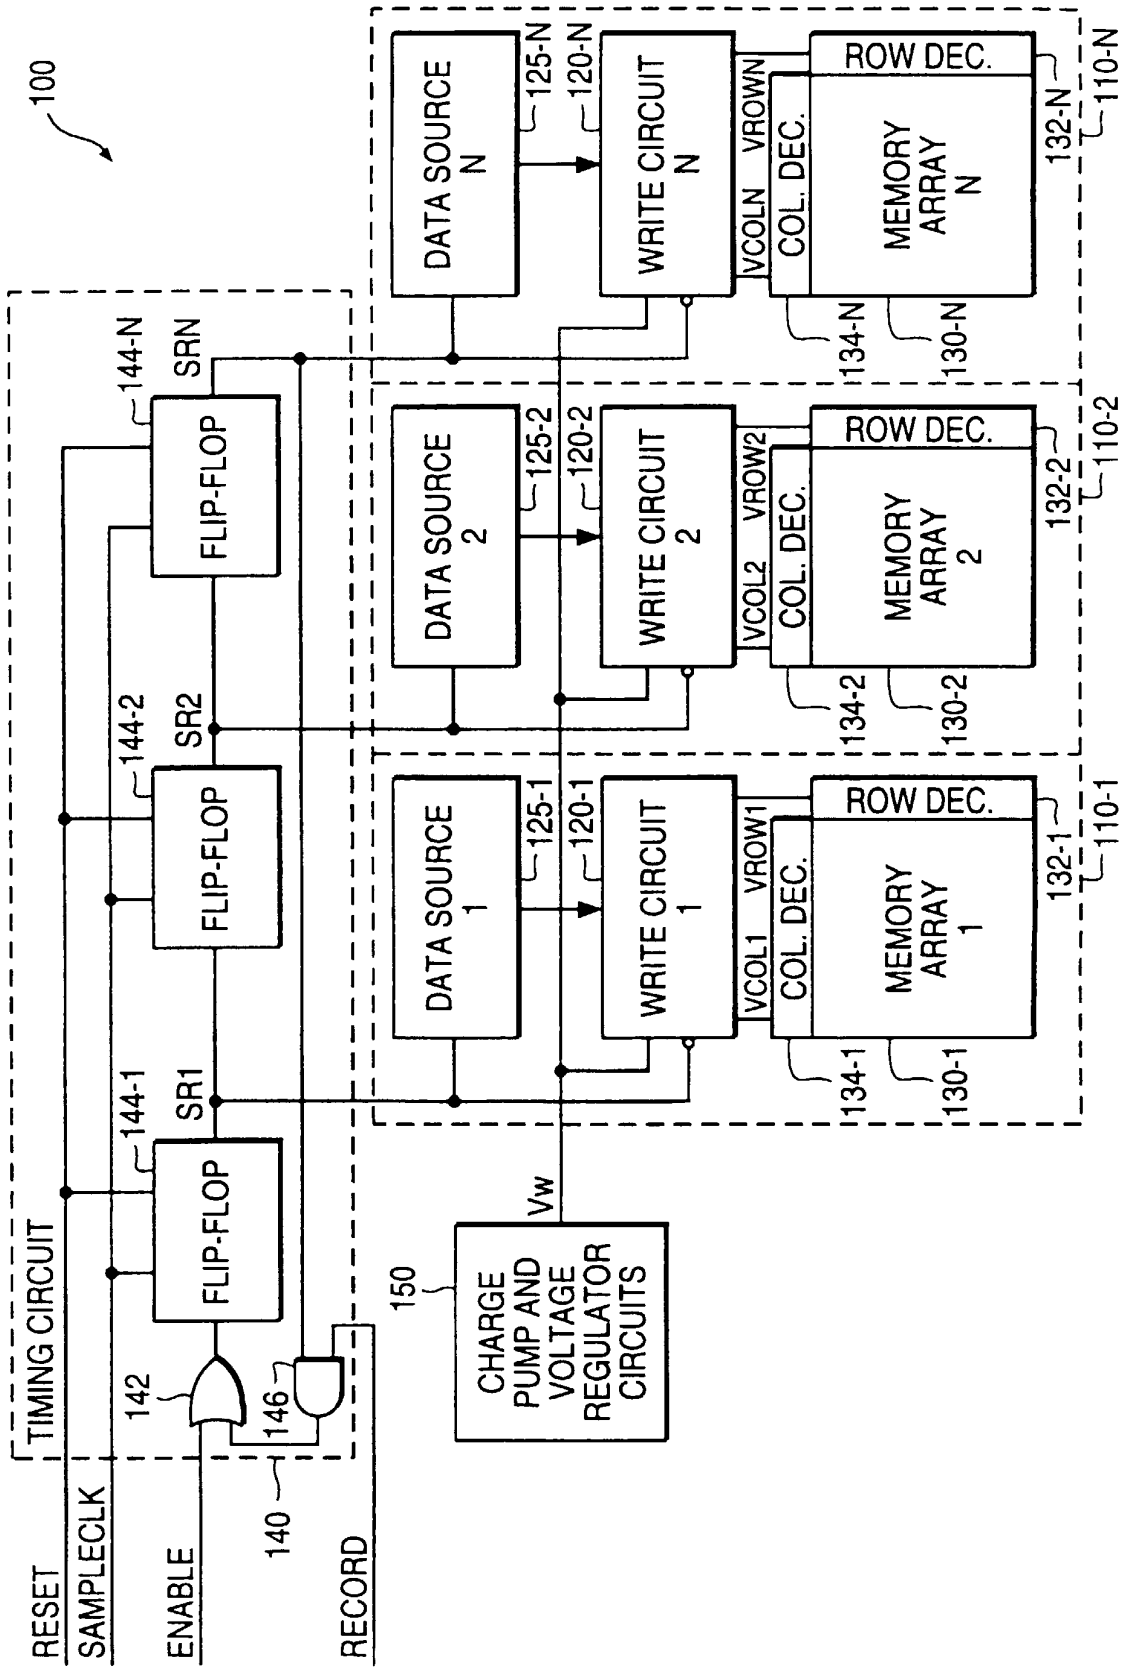 100
RESET
SAMPLECLK
ENABLE
RECORD
TIMING CIRCUIT
140
142
146
144-1
FLIP-FLOP
SR1
144-2
FLIP-FLOP
SR2
144-N
FLIP-FLOP
SRN
150
CHARGE
PUMP AND
VOLTAGE
REGULATOR
CIRCUITS
Vw
DATA SOURCE
1
125-1
120-1
WRITE CIRCUIT
1
VCOL1
VROW1
COL. DEC.
ROW DEC.
MEMORY
ARRAY
1
134-1
130-1
132-1
110-1
DATA SOURCE
2
125-2
120-2
WRITE CIRCUIT
2
VCOL2
VROW2
COL. DEC.
ROW DEC.
MEMORY
ARRAY
2
134-2
130-2
132-2
110-2
DATA SOURCE
N
125-N
120-N
WRITE CIRCUIT
N
VCOLN
VROWN
COL. DEC.
ROW DEC.
MEMORY
ARRAY
N
134-N
130-N
132-N
110-N